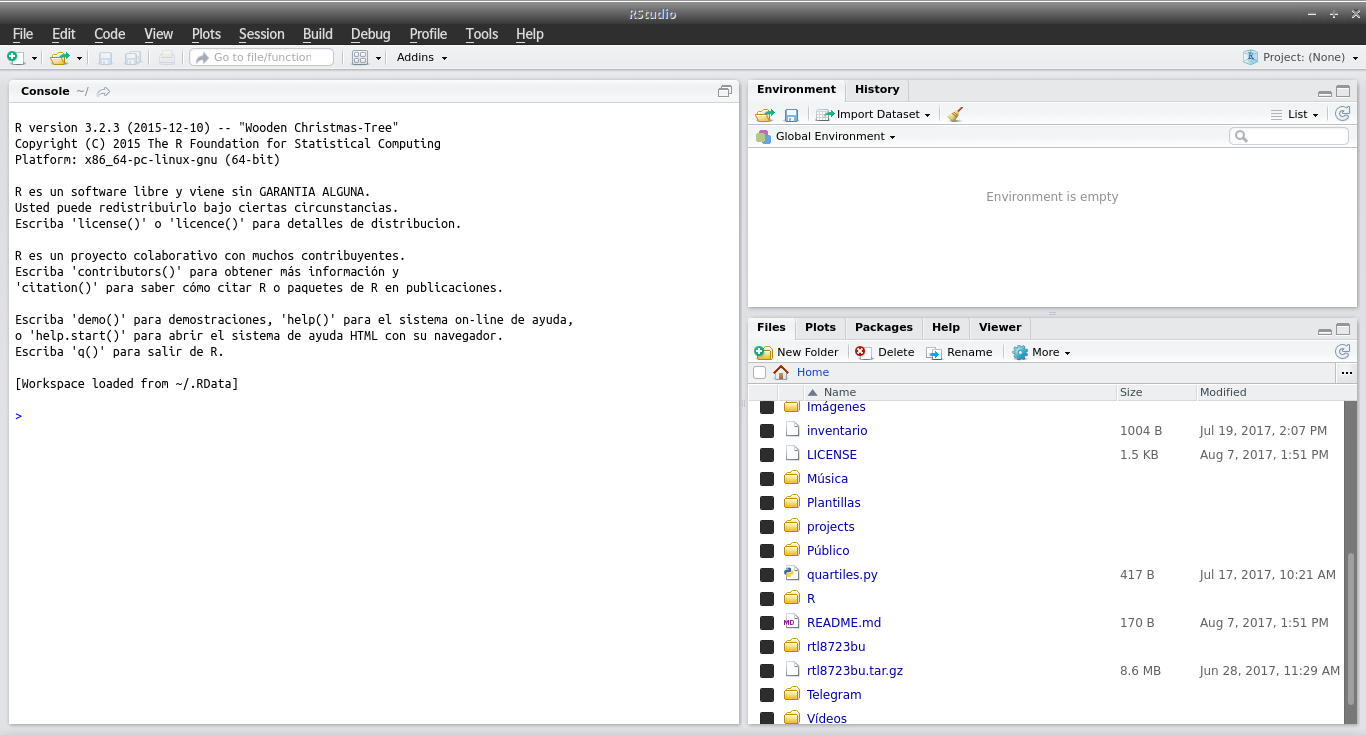 RStudio
File Edit Code View Plots Session Build Debug Profile Tools Help
Go to file/function Addins Project: (None)
Console ~/
R version 3.2.3 (2015-12-10) -- "Wooden Christmas-Tree"
Copyright (C) 2015 The R Foundation for Statistical Computing
Platform: x86_64-pc-linux-gnu (64-bit)
R es un software libre y viene sin GARANTIA ALGUNA.
Usted puede redistribuirlo bajo ciertas circunstancias.
Escriba 'license()' o 'licence()' para detalles de distribucion.
R es un proyecto colaborativo con muchos contribuyentes.
Escriba 'contributors()' para obtener más información y
'citation()' para saber cómo citar R o paquetes de R en publicaciones.
Escriba 'demo()' para demostraciones, 'help()' para el sistema on-line de ayuda,
o 'help.start()' para abrir el sistema de ayuda HTML con su navegador.
Escriba 'q()' para salir de R.
[Workspace loaded from ~/.RData]
>
Environment History
Import Dataset List
Global Environment
Environment is empty
Files Plots Packages Help Viewer
New Folder Delete Rename More
Home ...
Name Size Modified
Imágenes
inventario 1004 B Jul 19, 2017, 2:07 PM
LICENSE 1.5 KB Aug 7, 2017, 1:51 PM
Música
Plantillas
projects
Público
quartiles.py 417 B Jul 17, 2017, 10:21 AM
R
MD README.md 170 B Aug 7, 2017, 1:51 PM
rtl8723bu
rtl8723bu.tar.gz 8.6 MB Jun 28, 2017, 11:29 AM
Telegram
Vídeos